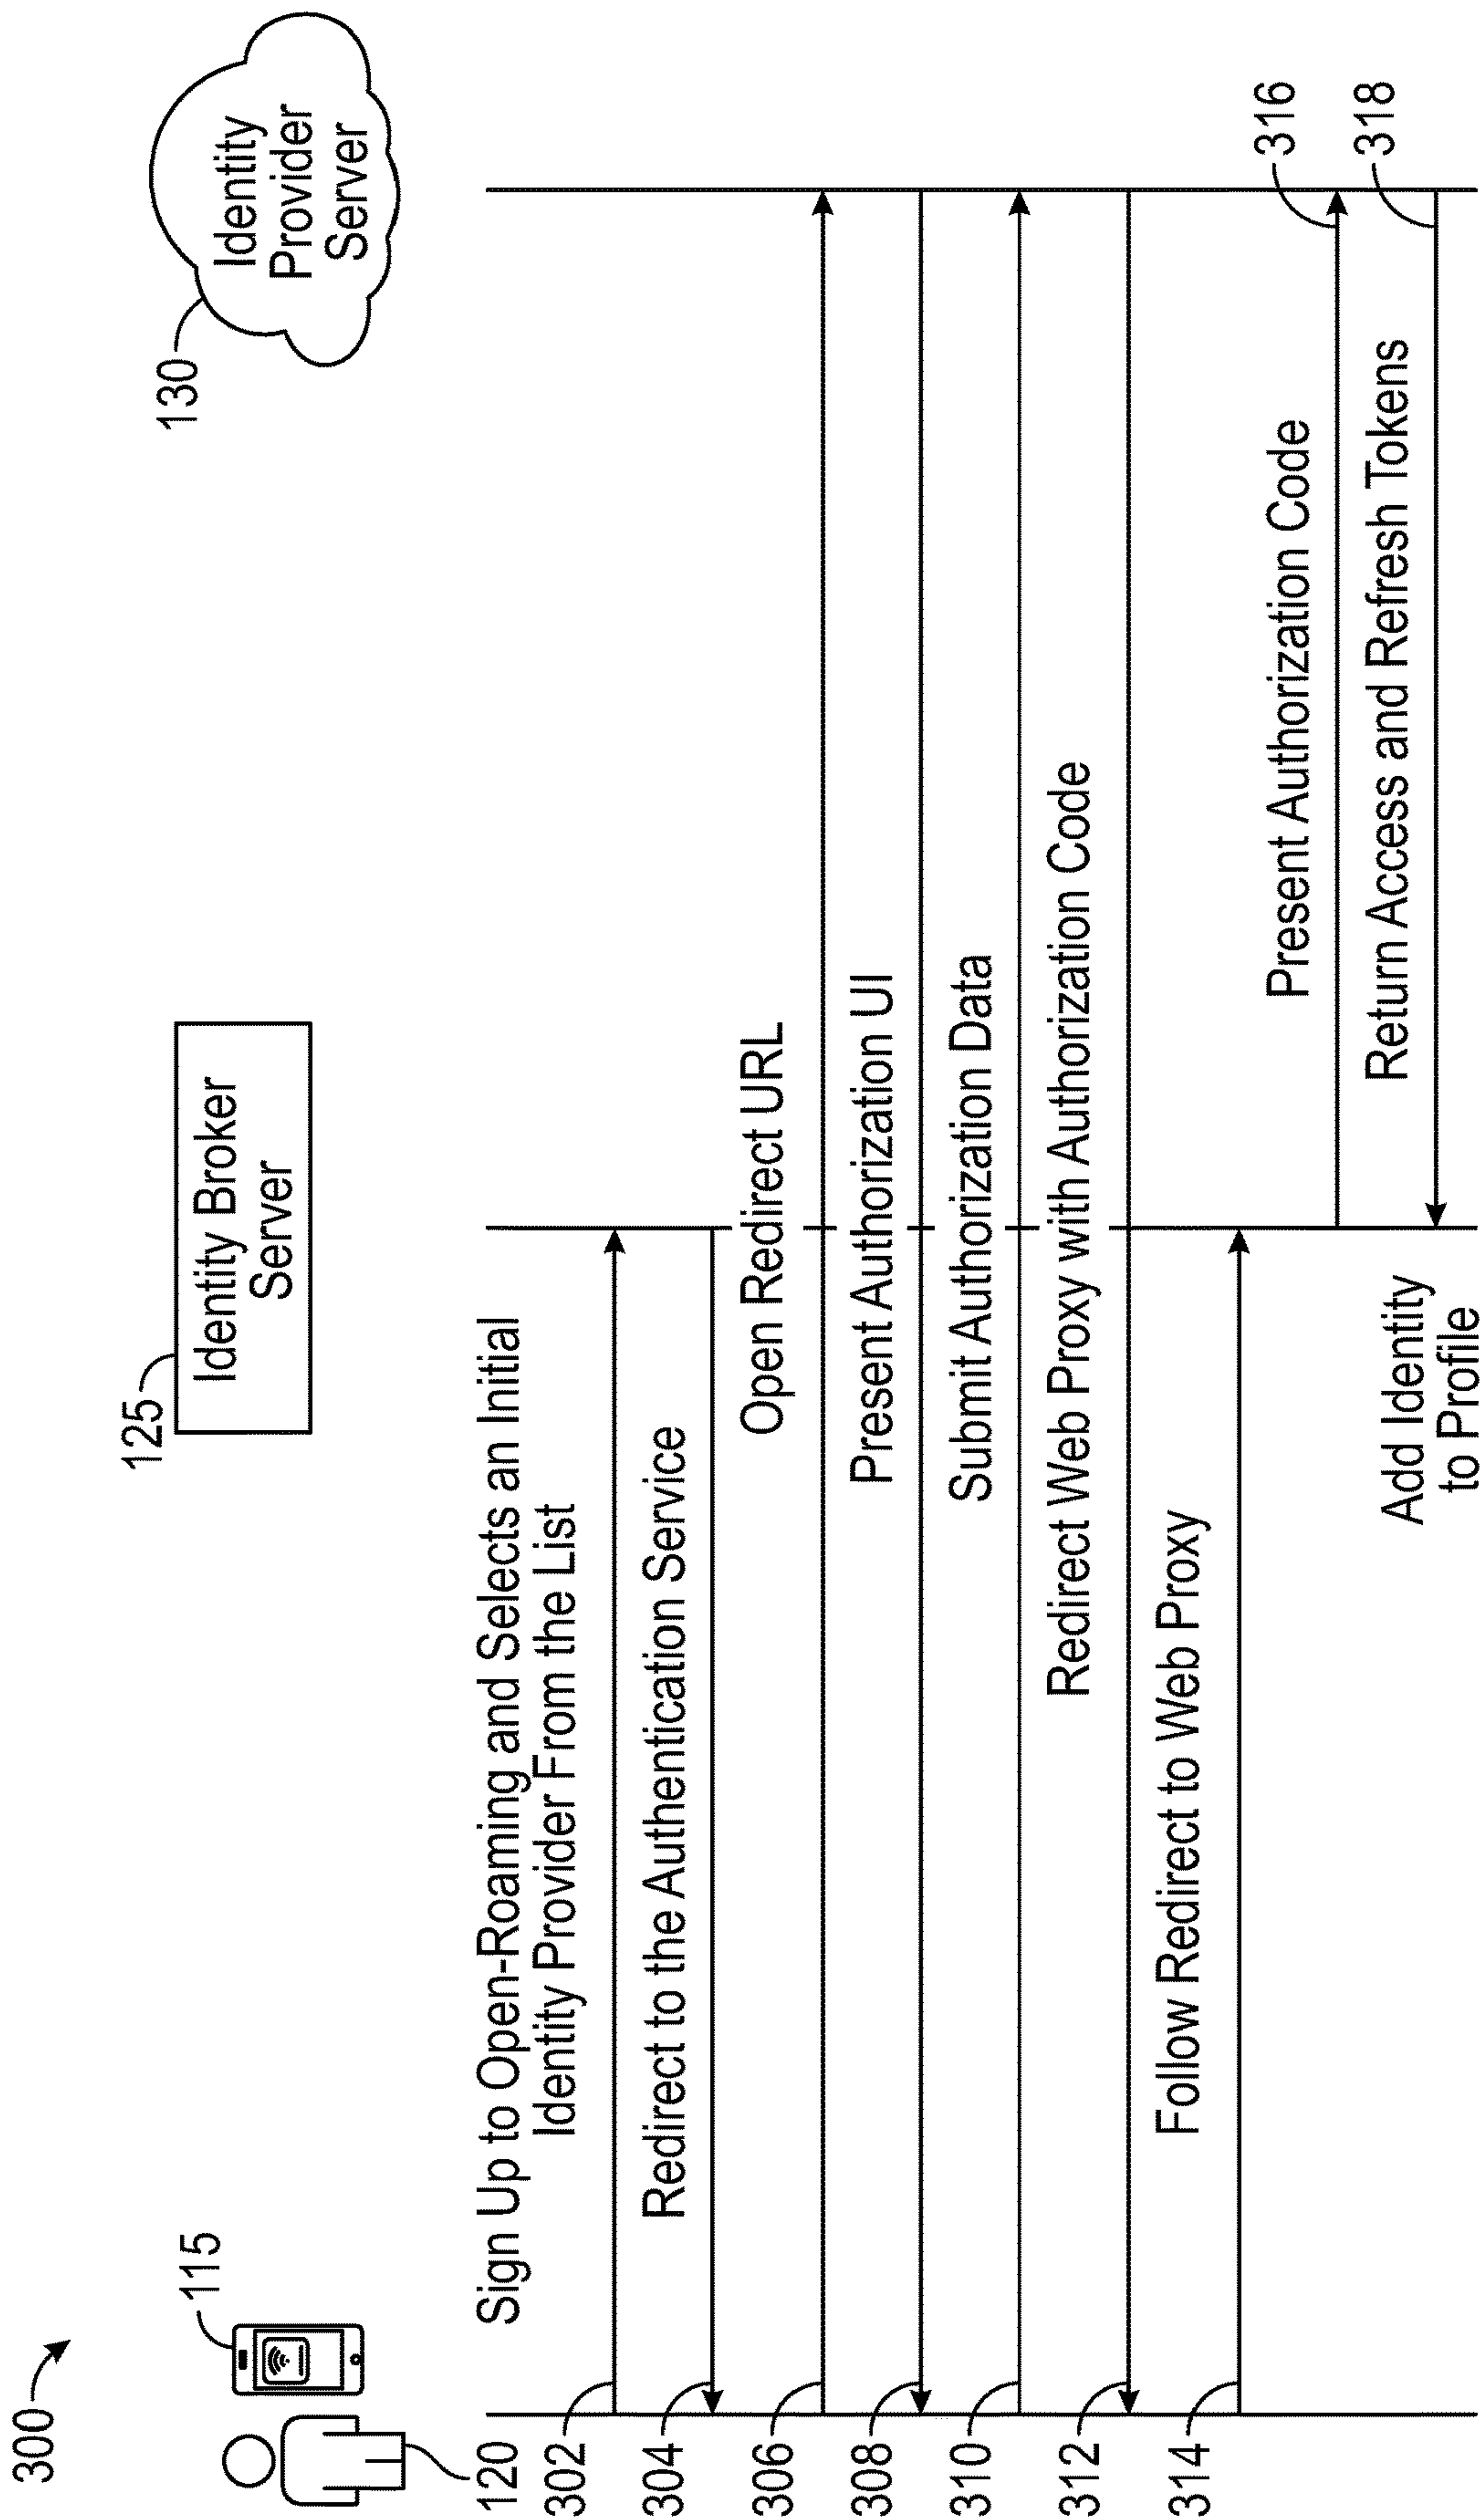 300
120
115
125
Identity Broker
Server
130
Identity
Provider
Server
Sign Up to Open-Roaming and Selects an Initial
Identity Provider From the List
302
Redirect to the Authentication Service
304
Open Redirect URL
306
Present Authorization UI
308
Submit Authorization Data
310
Redirect Web Proxy with Authorization Code
312
Follow Redirect to Web Proxy
314
Present Authorization Code
316
Return Access and Refresh Tokens
318
Add Identity
to Profile